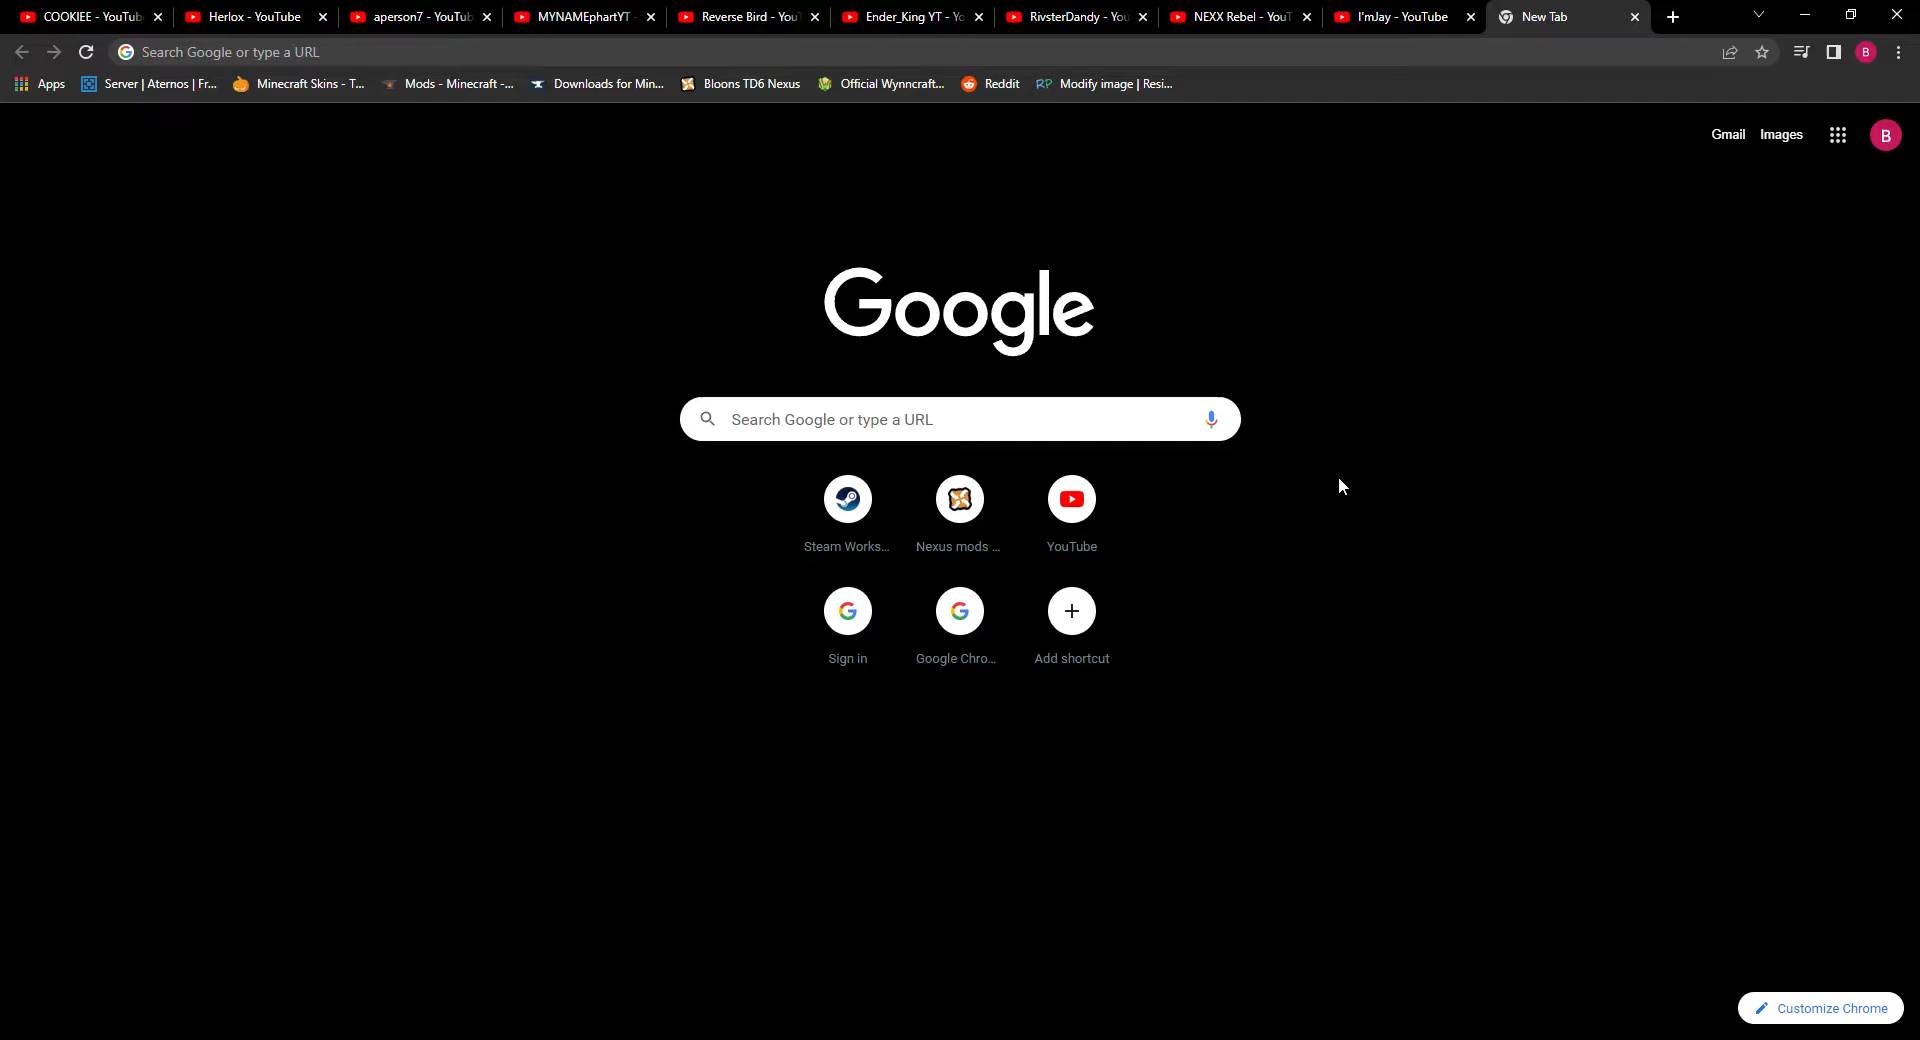 COOKIEE - YouTub
Herlox - YouTube
aperson7 - YouTub
MYNAMEphartYT -
Reverse Bird - YouT
Ender_King YT - Yo
RivsterDandy - You
NEXX Rebel - YouT
I'mJay - YouTube
New Tab
Search Google or type a URL
B
Apps
Server | Aternos | Fr...
Minecraft Skins - T...
Mods - Minecraft -...
Downloads for Min...
Bloons TD6 Nexus
Official Wynncraft...
Reddit
RP Modify image | Resi...
Gmail Images
B
Google
Search Google or type a URL
Steam Works... Nexus mods ... YouTube
Sign in Google Chro... Add shortcut
Customize Chrome